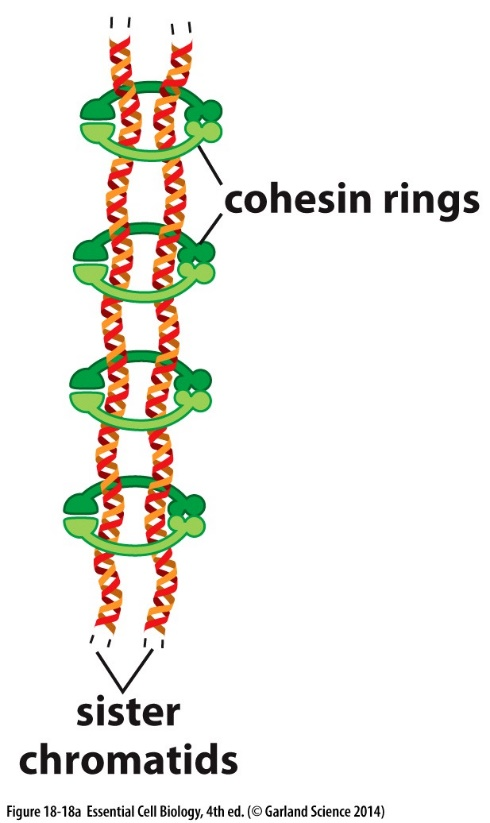 cohesin rings
sister
chromatids
Figure 18-18a Essential Cell Biology, 4th ed. (© Garland Science 2014)